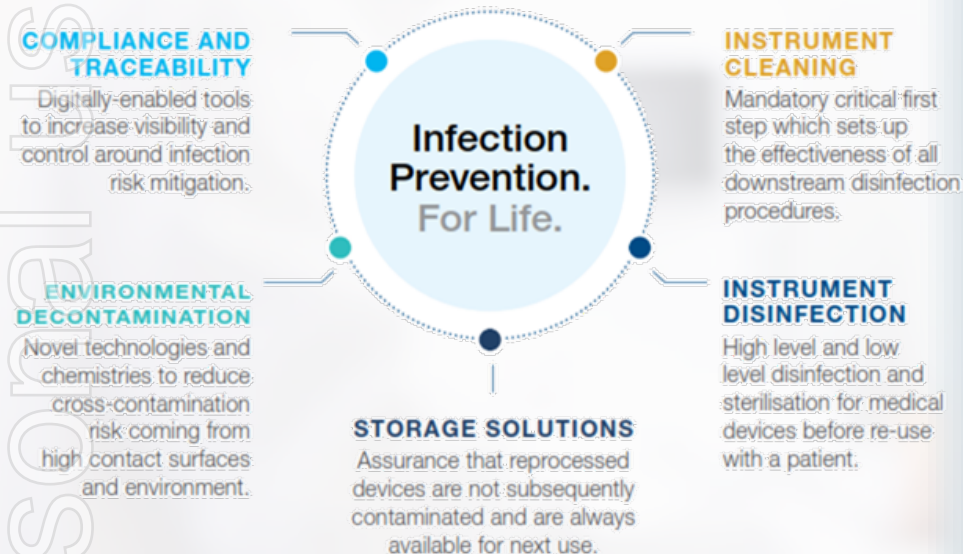 COMPLIANCE AND
TRACEABILITY
Digitally-enabled tools
to increase visibility and
control around infection
risk mitigation.
Infection
Prevention.
For Life.
INSTRUMENT
CLEANING
Mandatory critical first
step which sets up
the effectiveness of all
downstream disinfection
procedures.
ENVIRONMENTAL
DECONTAMINATION
Novel technologies and
chemistries to reduce
cross-contamination
risk coming from
high contact surfaces
and environment.
STORAGE SOLUTIONS
Assurance that reprocessed
devices are not subsequently
contaminated and are always
available for next use.
INSTRUMENT
DISINFECTION
High level and low
level disinfection and
sterilisation for medical
devices before re-use
with a patient.
sonal us